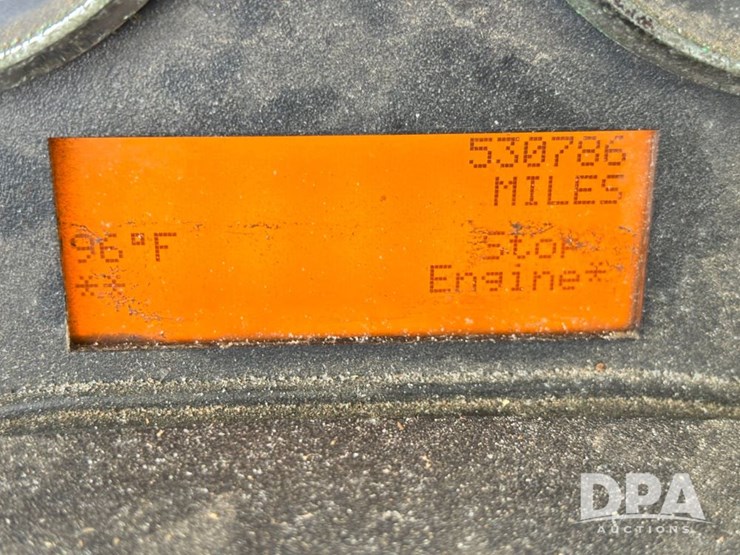 530786
MILES
96°F Stop
** Engine*
DPA
AUCTIONS